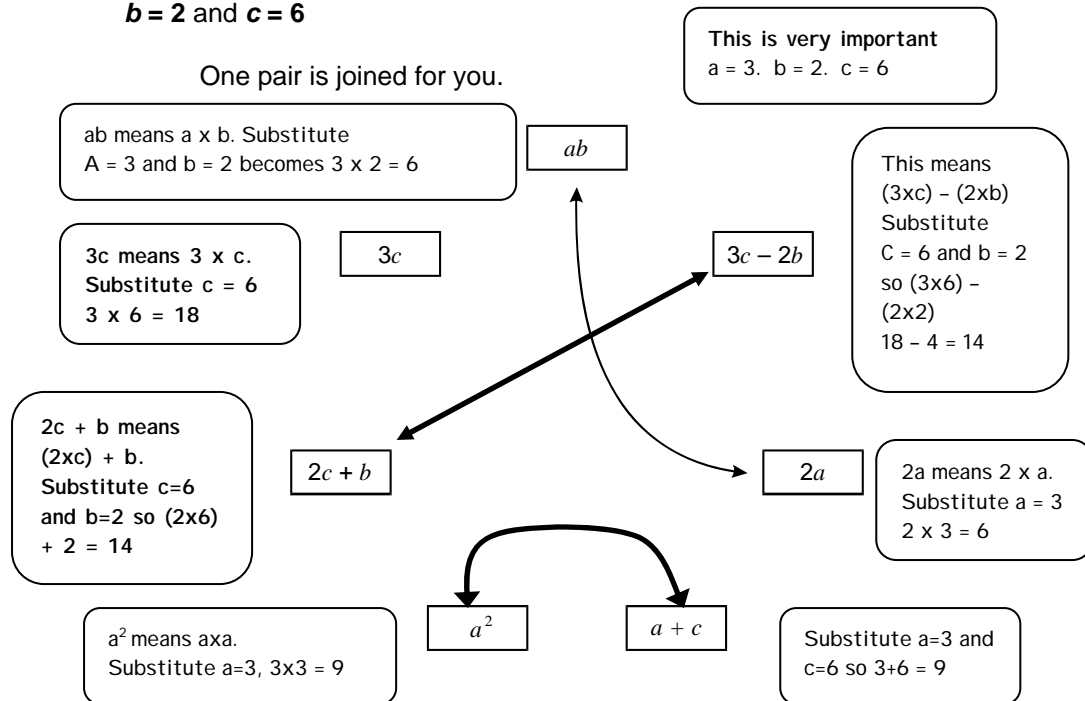 b = 2 and c = 6
This is very important
a = 3. b = 2. c = 6
One pair is joined for you.
ab means a x b. Substitute
A = 3 and b = 2 becomes 3 x 2 = 6
ab
This means
(3xc) – (2xb)
Substitute
C = 6 and b = 2
so (3x6) –
(2x2)
18 – 4 = 14
3c means 3 x c.
Substitute c = 6
3 x 6 = 18
3c
3c – 2b
2c + b means
(2xc) + b.
Substitute c=6
and b=2 so (2x6)
+ 2 = 14
2c + b
2a
2a means 2 x a.
Substitute a = 3
2 x 3 = 6
a² means axa.
Substitute a=3, 3x3 = 9
a²
a + c
Substitute a=3 and
c=6 so 3+6 = 9